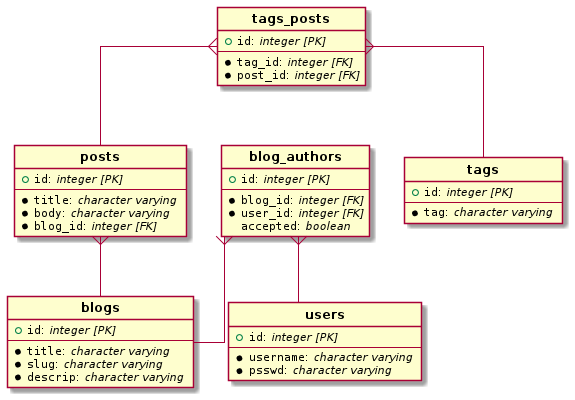 tags_posts
id: integer [PK]
tag_id: integer [FK]
post_id: integer [FK]
posts
id: integer [PK]
title: character varying
body: character varying
blog_id: integer [FK]
blog_authors
id: integer [PK]
blog_id: integer [FK]
user_id: integer [FK]
accepted: boolean
tags
id: integer [PK]
tag: character varying
blogs
id: integer [PK]
title: character varying
slug: character varying
descrip: character varying
users
id: integer [PK]
username: character varying
psswd: character varying